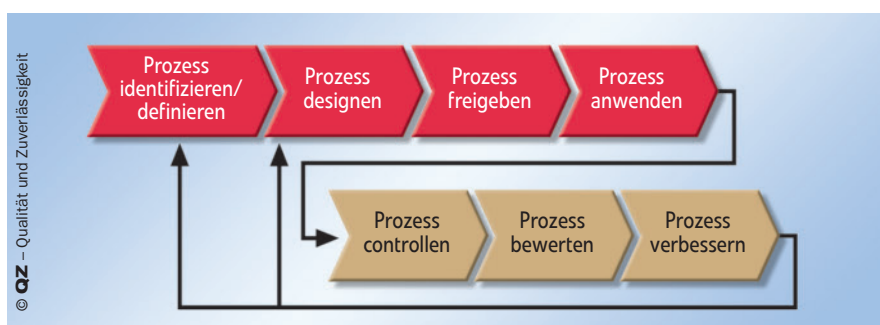 © QZ – Qualität und Zuverlässigkeit
Prozess
identifizieren/
definieren
Prozess
designen
Prozess
freigeben
Prozess
anwenden
Prozess
controllen
Prozess
bewerten
Prozess
verbessern